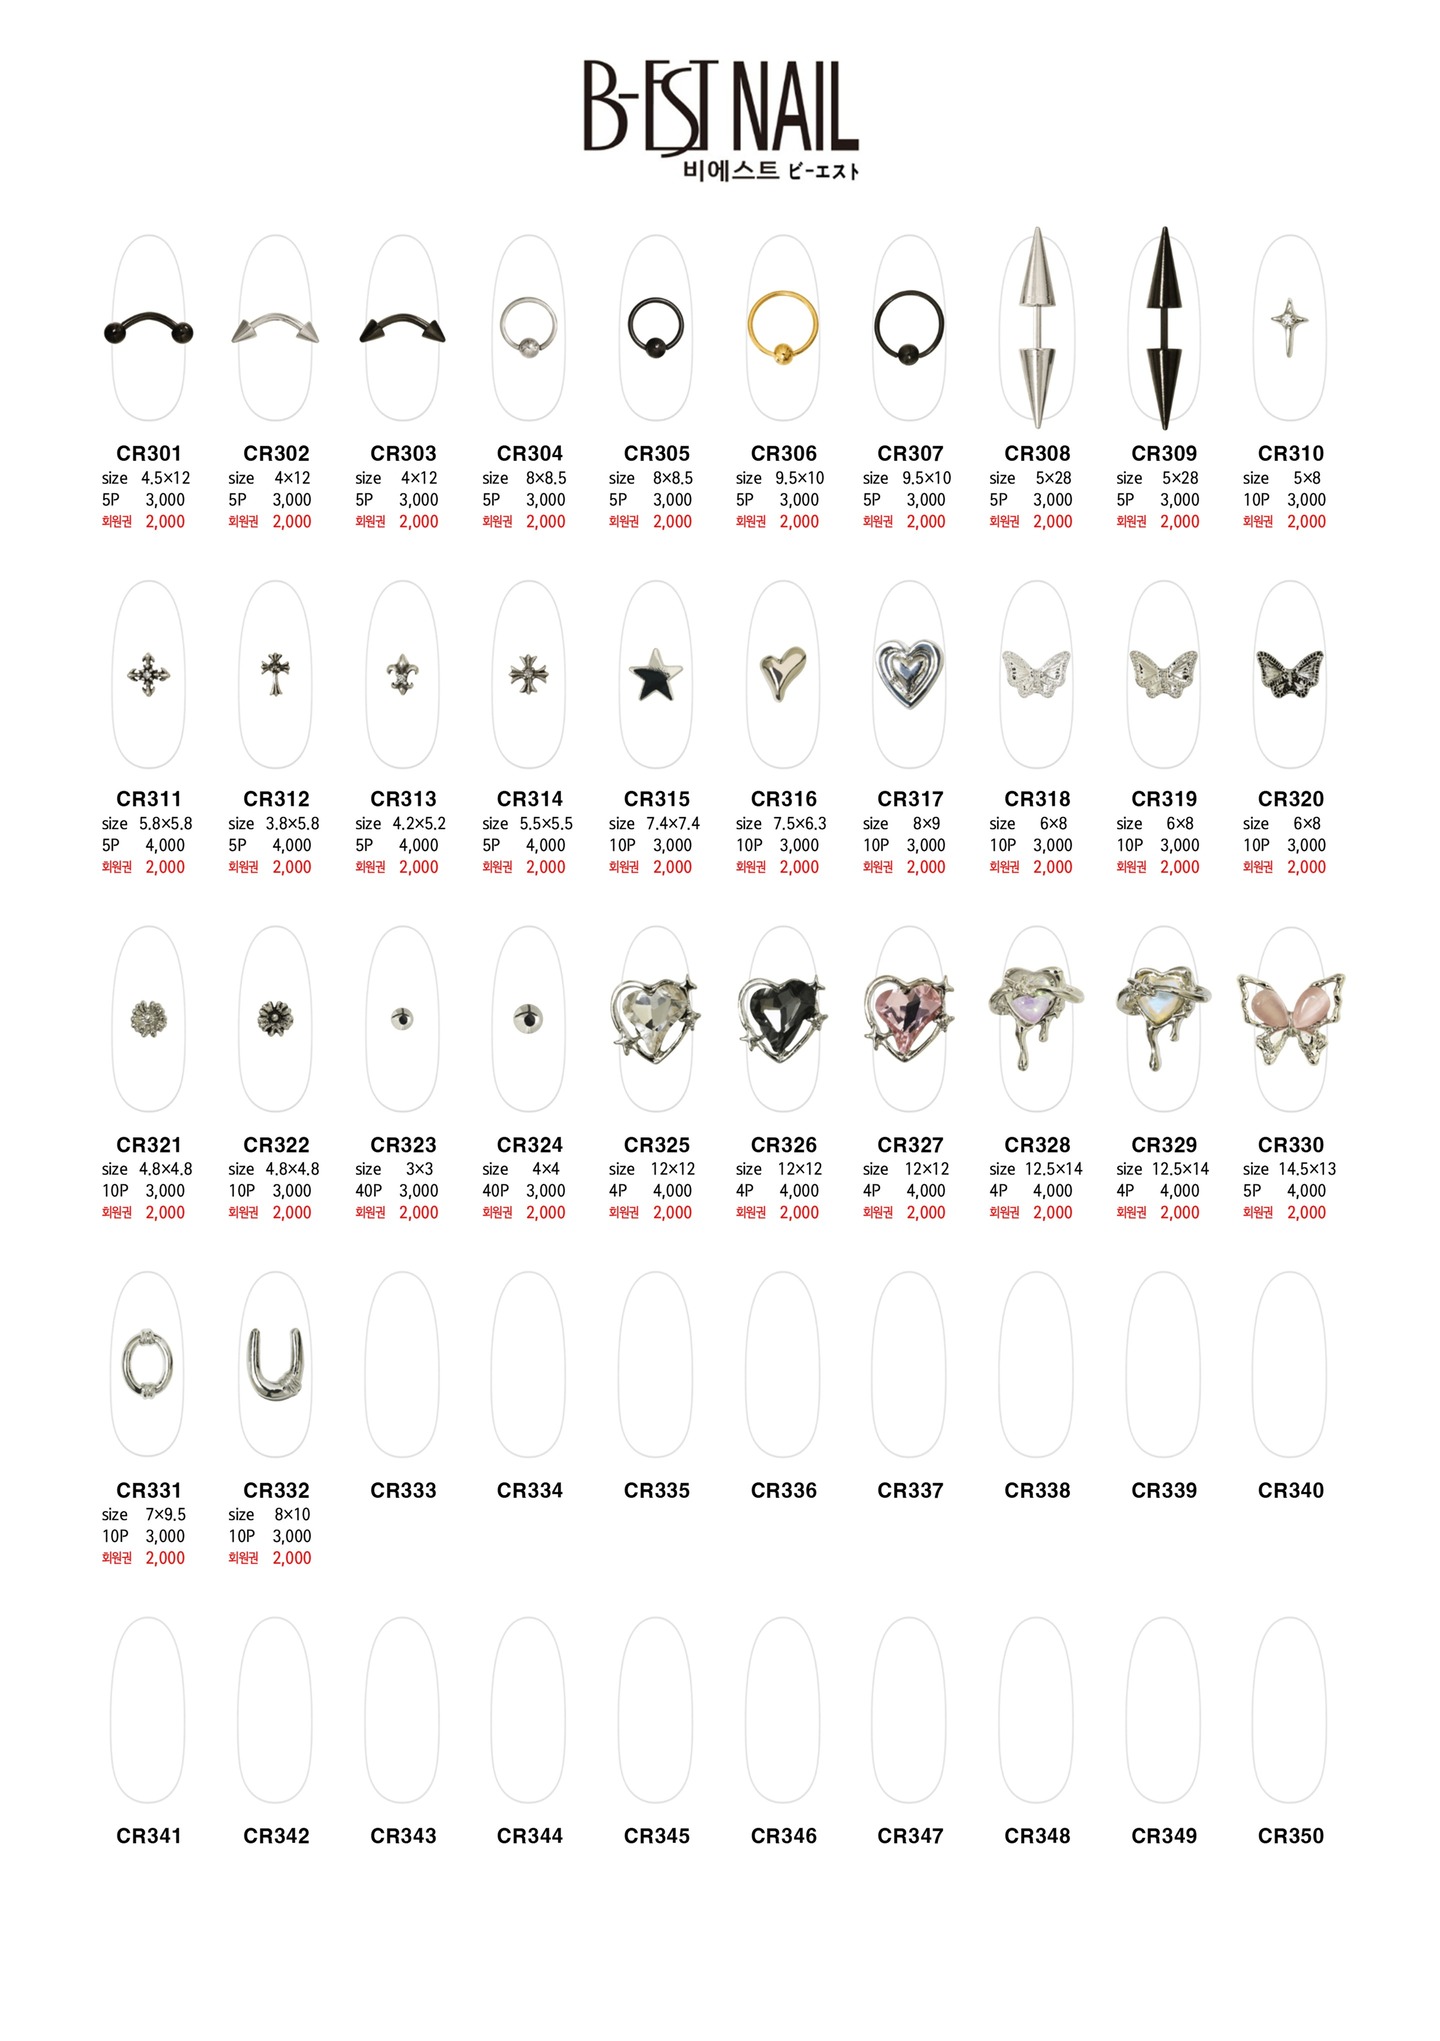 B-EST NAIL
비에스트 ビーエスト
CR301 CR302 CR303 CR304 CR305 CR306 CR307 CR308 CR309 CR310
size 4.5×12 size 4×12 size 4×12 size 8×8.5 size 8×8.5 size 9.5×10 size 9.5×10 size 5×28 size 5×28 size 5×8
5P 3,000 5P 3,000 5P 3,000 5P 3,000 5P 3,000 5P 3,000 5P 3,000 5P 3,000 5P 3,000 10P 3,000
회원권 2,000 회원권 2,000 회원권 2,000 회원권 2,000 회원권 2,000 회원권 2,000 회원권 2,000 회원권 2,000 회원권 2,000 회원권 2,000
CR311 CR312 CR313 CR314 CR315 CR316 CR317 CR318 CR319 CR320
size 5.8×5.8 size 3.8×5.8 size 4.2×5.2 size 5.5×5.5 size 7.4×7.4 size 7.5×6.3 size 8×9 size 6×8 size 6×8 size 6×8
5P 4,000 5P 4,000 5P 4,000 5P 4,000 10P 3,000 10P 3,000 10P 3,000 10P 3,000 10P 3,000 10P 3,000
회원권 2,000 회원권 2,000 회원권 2,000 회원권 2,000 회원권 2,000 회원권 2,000 회원권 2,000 회원권 2,000 회원권 2,000 회원권 2,000
CR321 CR322 CR323 CR324 CR325 CR326 CR327 CR328 CR329 CR330
size 4.8×4.8 size 4.8×4.8 size 3×3 size 4×4 size 12×12 size 12×12 size 12×12 size 12.5×14 size 12.5×14 size 14.5×13
10P 3,000 10P 3,000 40P 3,000 40P 3,000 4P 4,000 4P 4,000 4P 4,000 4P 4,000 4P 4,000 5P 4,000
회원권 2,000 회원권 2,000 회원권 2,000 회원권 2,000 회원권 2,000 회원권 2,000 회원권 2,000 회원권 2,000 회원권 2,000 회원권 2,000
CR331 CR332 CR333 CR334 CR335 CR336 CR337 CR338 CR339 CR340
size 7×9.5 size 8×10
10P 3,000 10P 3,000
회원권 2,000 회원권 2,000
CR341 CR342 CR343 CR344 CR345 CR346 CR347 CR348 CR349 CR350